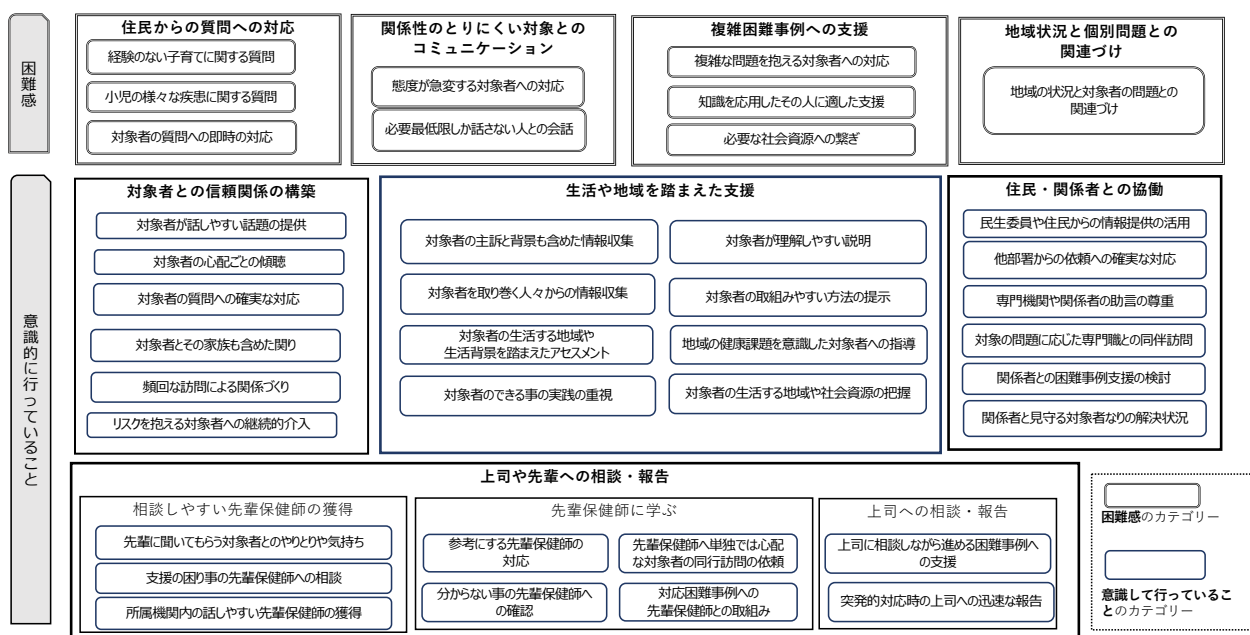 困難感
住民からの質問への対応
経験のない子育てに関する質問
小児の様々な疾患に関する質問
対象者の質問への即時の対応
関係性のとりにくい対象との
コミュニケーション
態度が急変する対象者への対応
必要最低限しか話さない人との会話
複雑困難事例への支援
複雑な問題を抱える対象者への対応
知識を応用したその人に適した支援
必要な社会資源への繋ぎ
地域状況と個別問題との
関連づけ
地域の状況と対象者の問題との
関連づけ
意識的に行っていること
対象者との信頼関係の構築
対象者が話しやすい話題の提供
対象者の心配ごとの傾聴
対象者の質問への確実な対応
対象者とその家族も含めた関り
頻回な訪問による関係づくり
リスクを抱える対象者への継続的介入
生活や地域を踏まえた支援
対象者の主訴と背景も含めた情報収集
対象者を取り巻く人々からの情報収集
対象者の生活する地域や
生活背景を踏まえたアセスメント
対象者のできる事の実践の重視
対象者が理解しやすい説明
対象者の取組みやすい方法の提示
地域の健康課題を意識した対象者への指導
対象者の生活する地域や社会資源の把握
住民・関係者との協働
民生委員や住民からの情報提供の活用
他部署からの依頼への確実な対応
専門機関や関係者の助言の尊重
対象の問題に応じた専門職との同伴訪問
関係者との困難事例支援の検討
関係者と見守る対象者なりの解決状況
上司や先輩への相談・報告
相談しやすい先輩保健師の獲得
先輩に聞いてもらう対象者とのやりとりや気持ち
支援の困り事の先輩保健師への相談
所属機関内の話しやすい先輩保健師の獲得
先輩保健師に学ぶ
参考にする先輩保健師の
対応
分からない事の先輩保健師へ
の確認
先輩保健師へ単独では心配
な対象者の同行訪問の依頼
対応困難事例への
先輩保健師との取組み
上司への相談・報告
上司に相談しながら進める困難事例へ
の支援
突発的対応時の上司への迅速な報告
困難感のカテゴリー
意識して行っているこ
とのカテゴリー